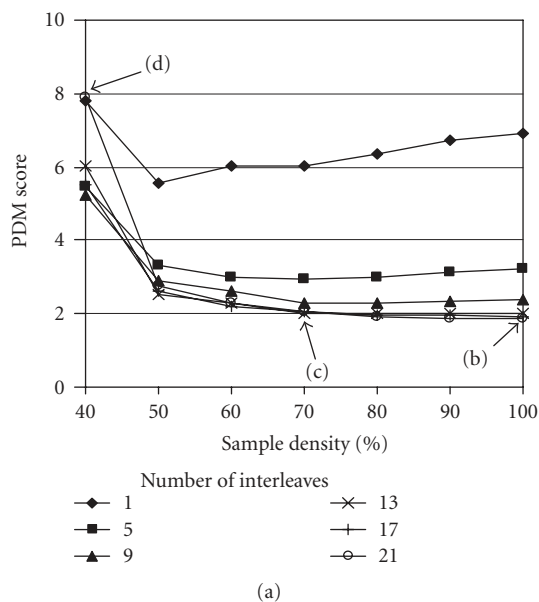 10
8
6
4
2
0
PDM score
(d)
(c)
(b)
40 50 60 70 80 90 100
Sample density (%)
Number of interleaves
1 13
5 17
9 21
(a)